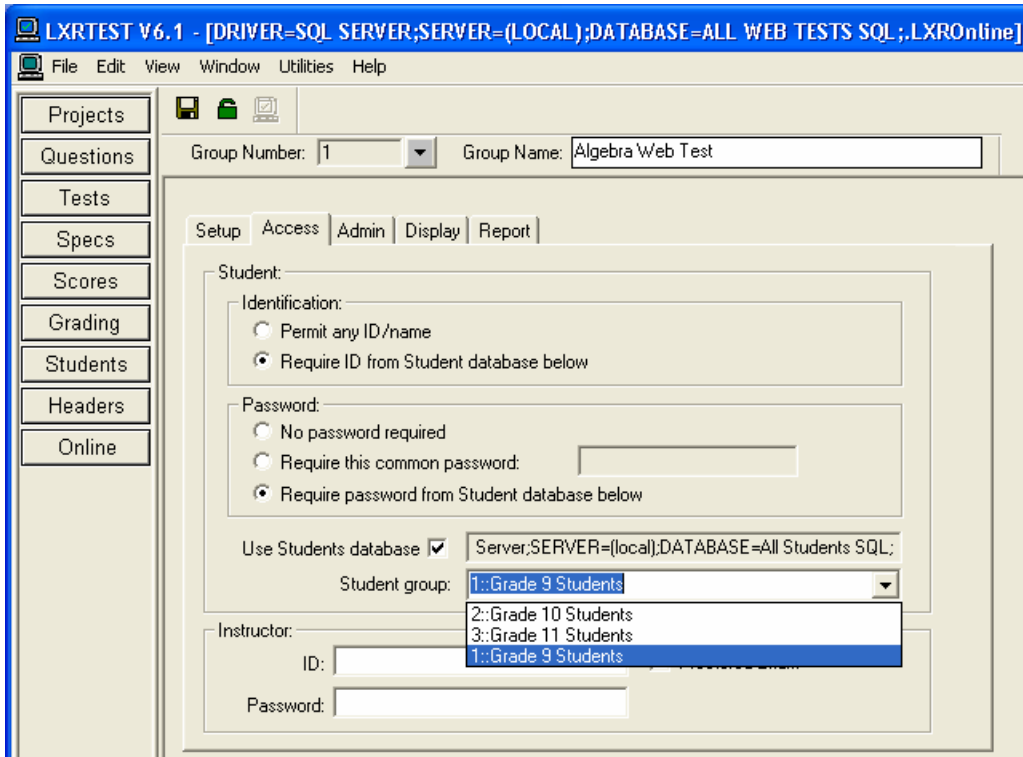 LXRTEST V6.1 - [DRIVER=SQL SERVER;SERVER=(LOCAL);DATABASE=ALL WEB TESTS SQL;,LXROnline]
File Edit View Window Utilities Help
Projects
Questions
Tests
Specs
Scores
Grading
Students
Headers
Online
Group Number: 1 Group Name: Algebra Web Test
Setup Access Admin Display Report
Student:
Identification:
Permit any ID/name
Require ID from Student database below
Password:
No password required
Require this common password:
Require password from Student database below
Use Students database Server;SERVER=(local);DATABASE=All Students SQL;
Student group: 1::Grade 9 Students
2::Grade 10 Students
3::Grade 11 Students
1::Grade 9 Students
Instructor:
ID:
Password: